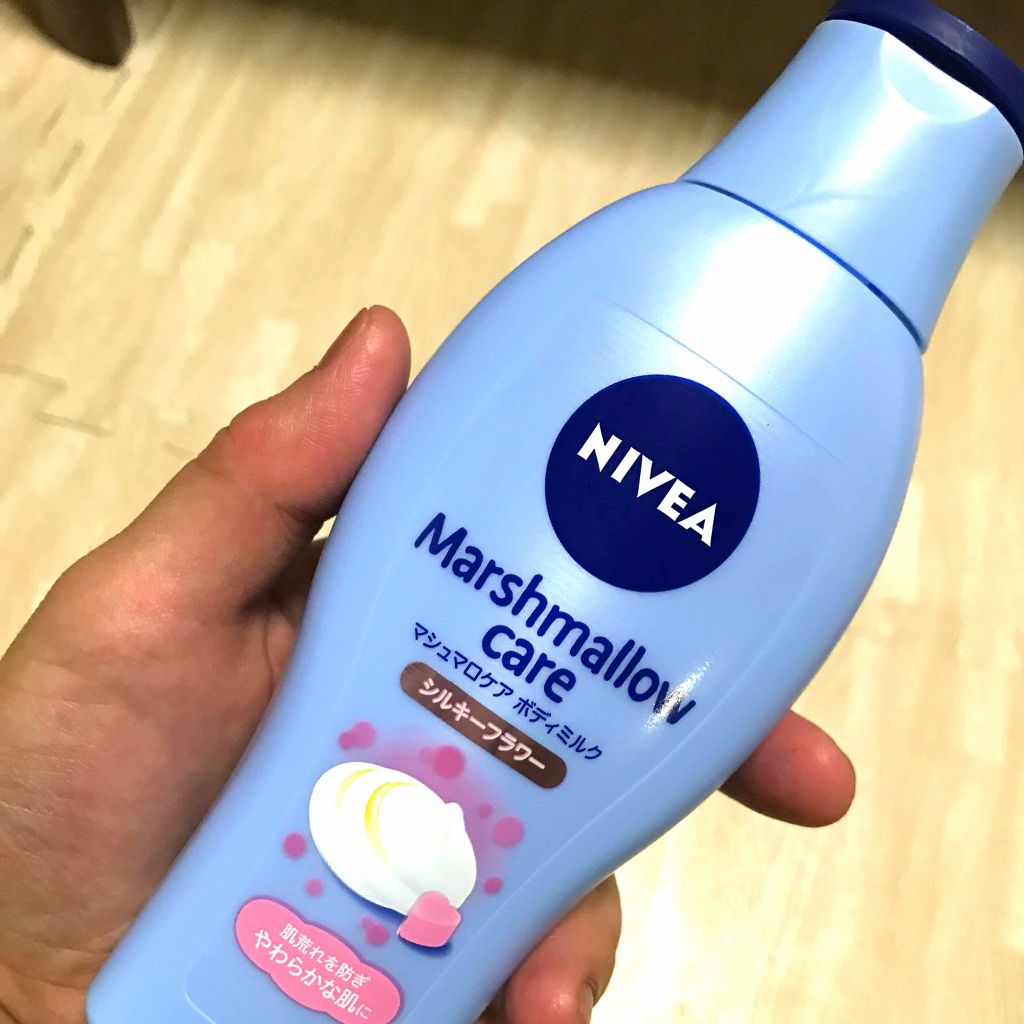 NIVEA
Marshmallow
care
マシュマロケア ボディミルク
シルキーフラワー
肌荒れを防ぎ
やわらかな肌に